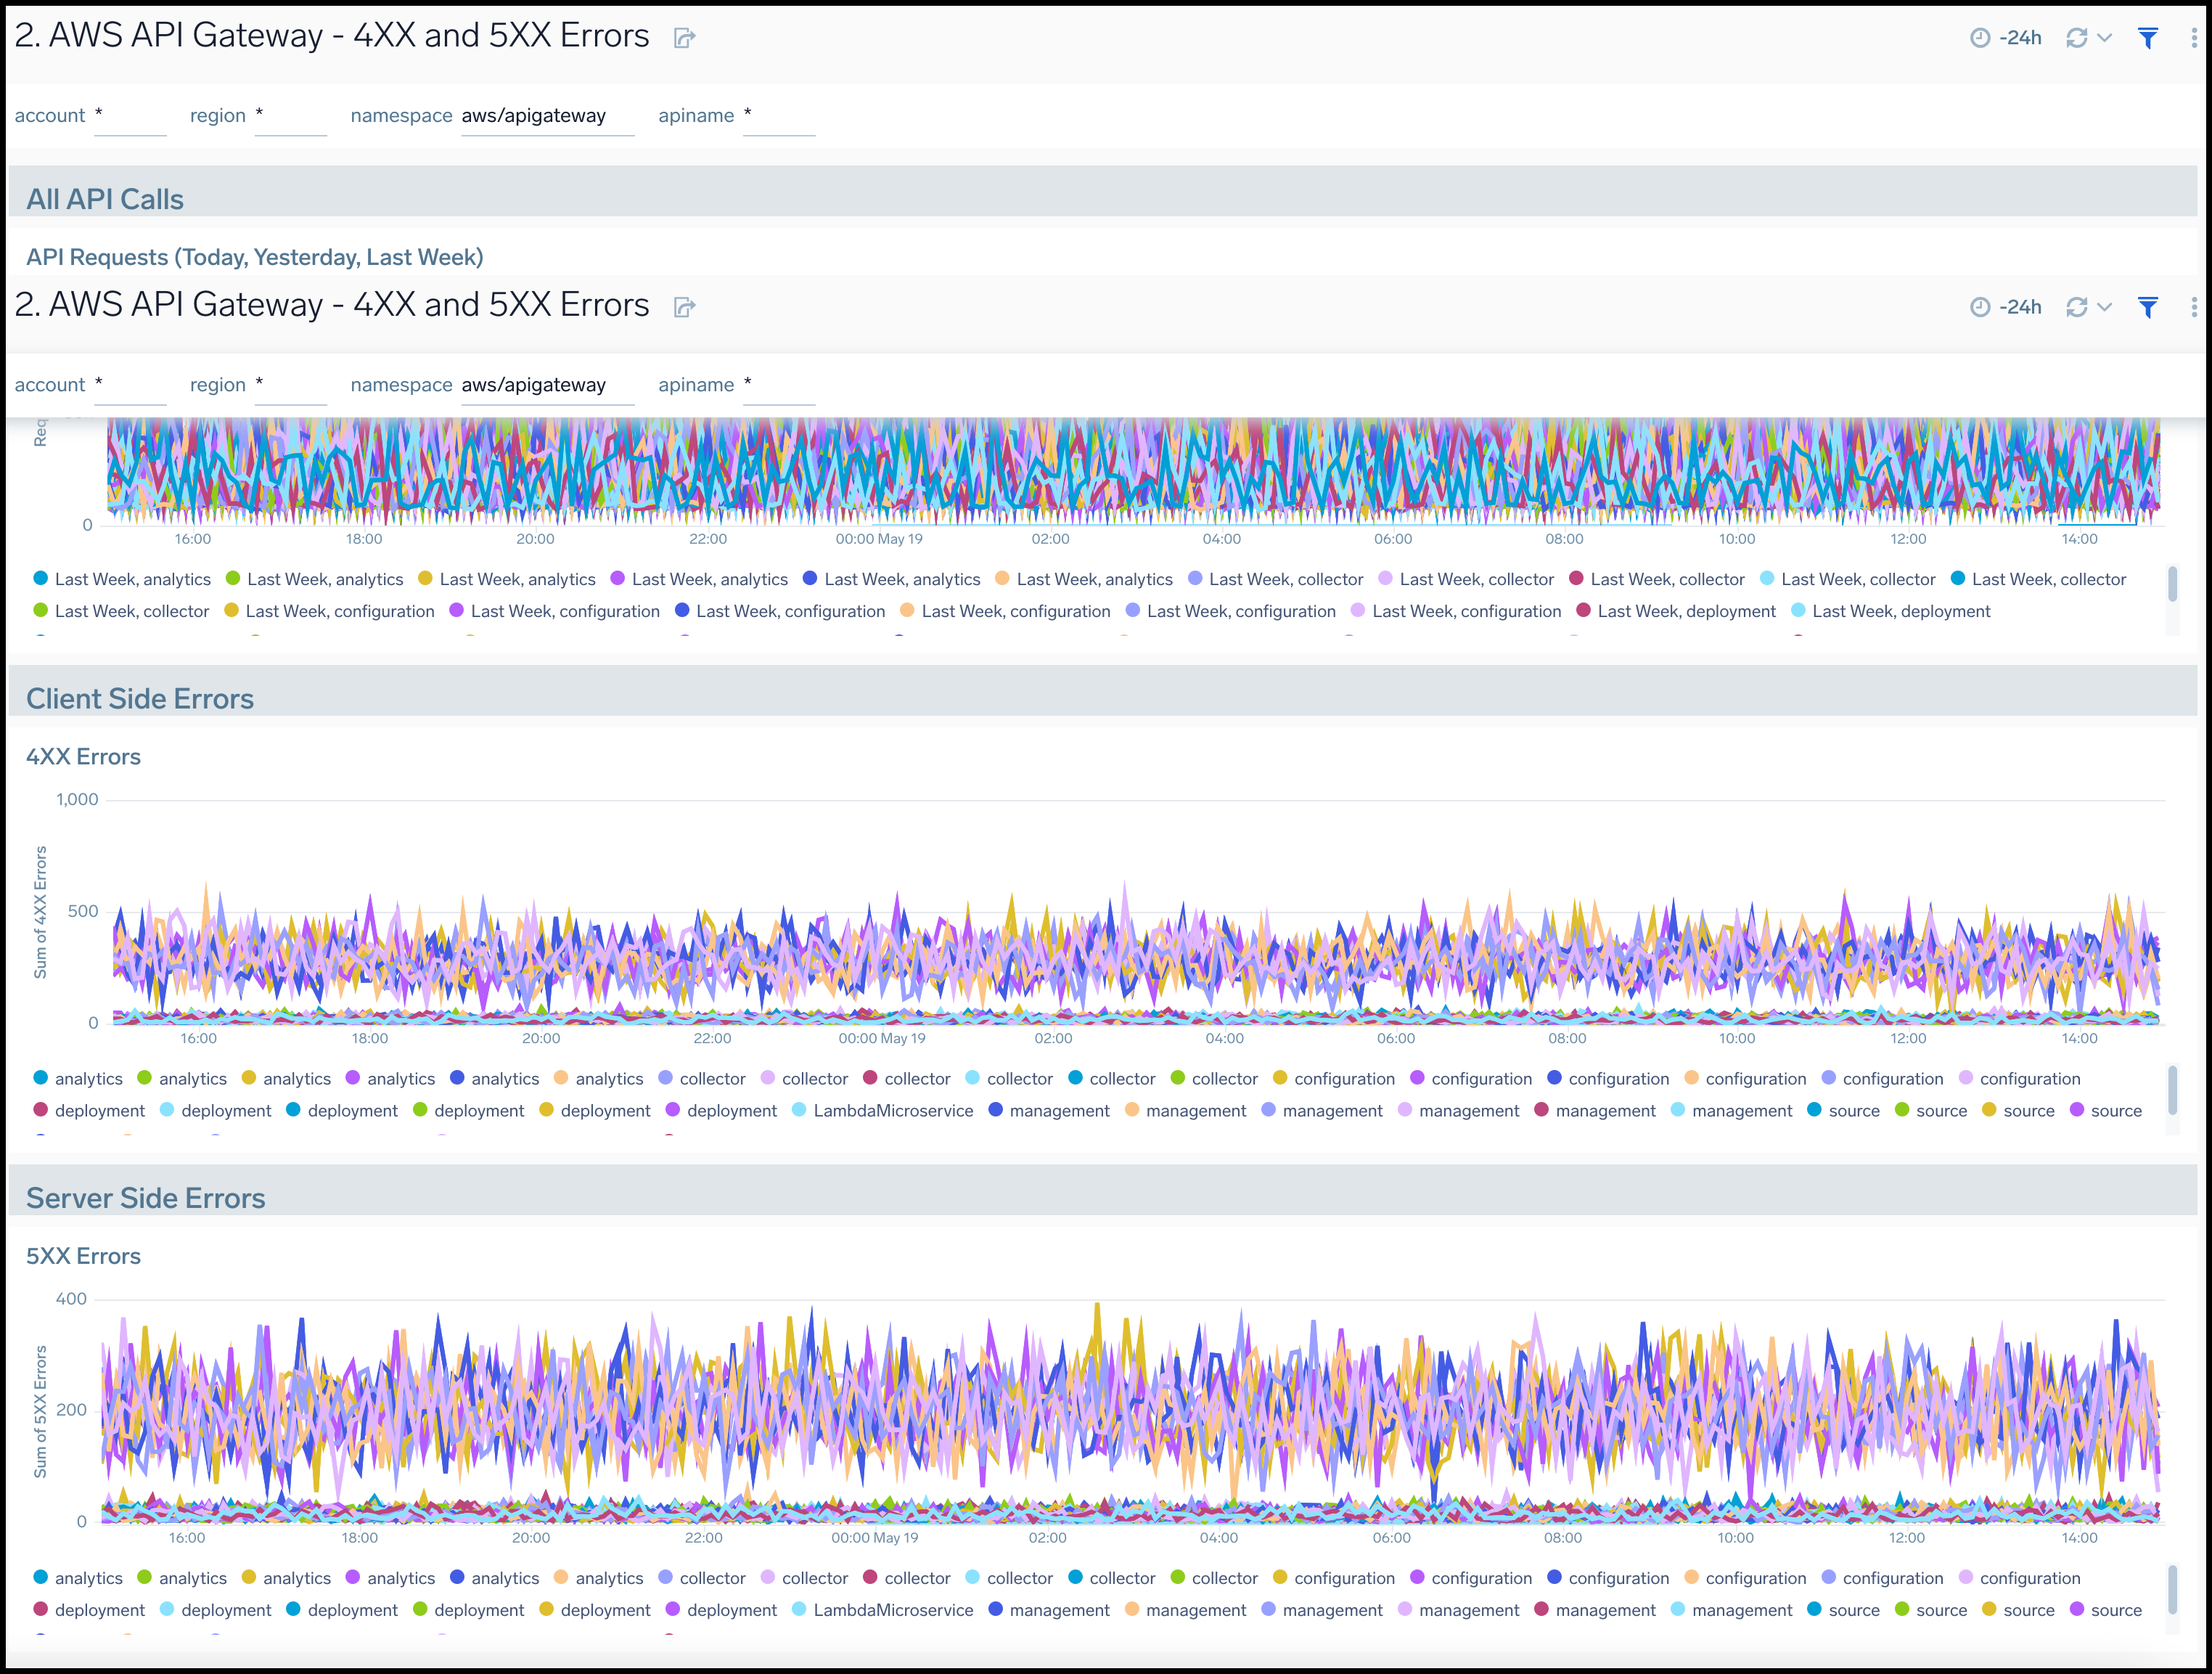 2. AWS API Gateway - 4XX and 5XX Errors -24h
account * region * namespace aws/apigateway apiname *
All API Calls
API Requests (Today, Yesterday, Last Week)
2. AWS API Gateway - 4XX and 5XX Errors -24h
account * region * namespace aws/apigateway apiname *
Req
0
16:00 18:00 20:00 22:00 00:00 May 19 02:00 04:00 06:00 08:00 10:00 12:00 14:00
Last Week, analytics Last Week, analytics Last Week, analytics Last Week, analytics Last Week, analytics Last Week, analytics Last Week, collector Last Week, collector Last Week, collector Last Week, collector Last Week, collector
Last Week, collector Last Week, configuration Last Week, configuration Last Week, configuration Last Week, configuration Last Week, configuration Last Week, configuration Last Week, deployment Last Week, deployment
Client Side Errors
4XX Errors
Sum of 4XX Errors
1,000
500
0
16:00 18:00 20:00 22:00 00:00 May 19 02:00 04:00 06:00 08:00 10:00 12:00 14:00
analytics analytics analytics analytics analytics analytics collector collector collector collector collector collector configuration configuration configuration configuration configuration configuration
deployment deployment deployment deployment deployment deployment LambdaMicroservice management management management management management management source source source source
Server Side Errors
5XX Errors
Sum of 5XX Errors
400
200
0
16:00 18:00 20:00 22:00 00:00 May 19 02:00 04:00 06:00 08:00 10:00 12:00 14:00
analytics analytics analytics analytics analytics analytics collector collector collector collector collector collector configuration configuration configuration configuration configuration configuration
deployment deployment deployment deployment deployment deployment LambdaMicroservice management management management management management management source source source source